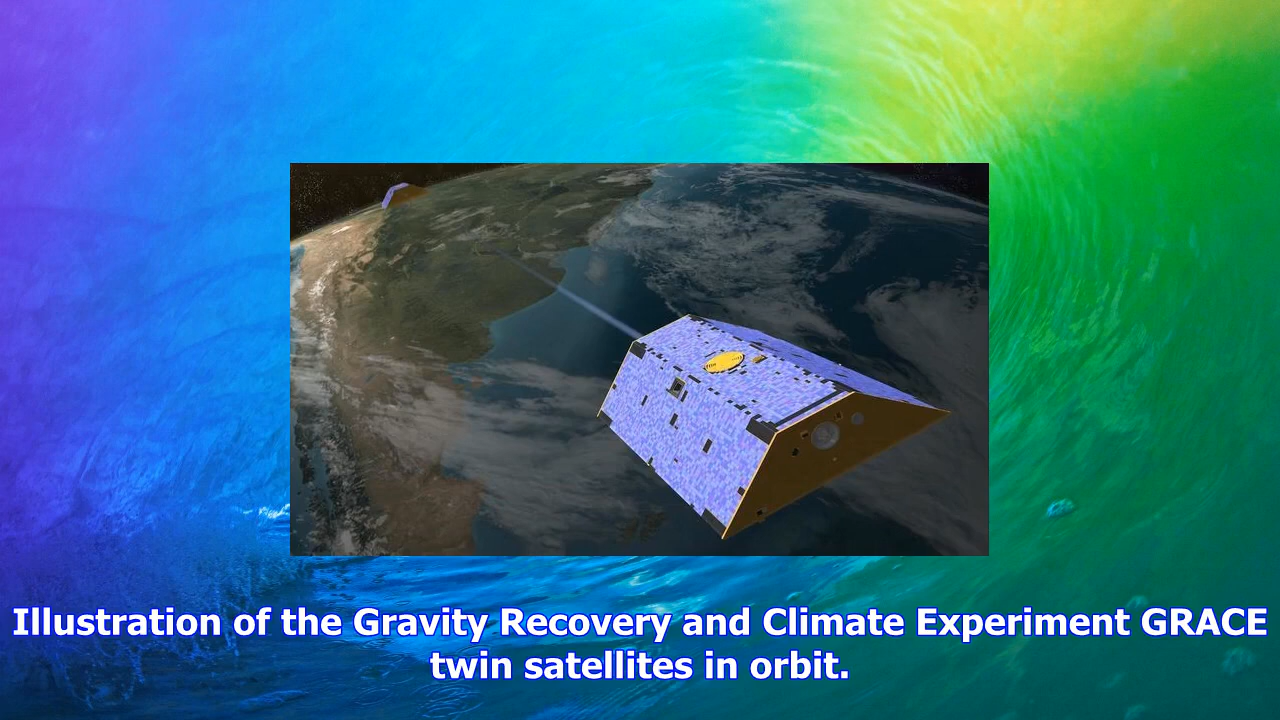 Illustration of the Gravity Recovery and Climate Experiment GRACE
twin satellites in orbit.